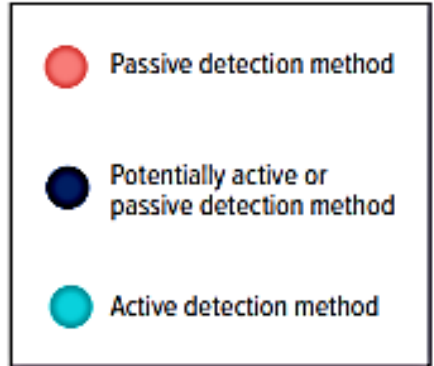 Passive detection method
Potentially active or
passive detection method
Active detection method